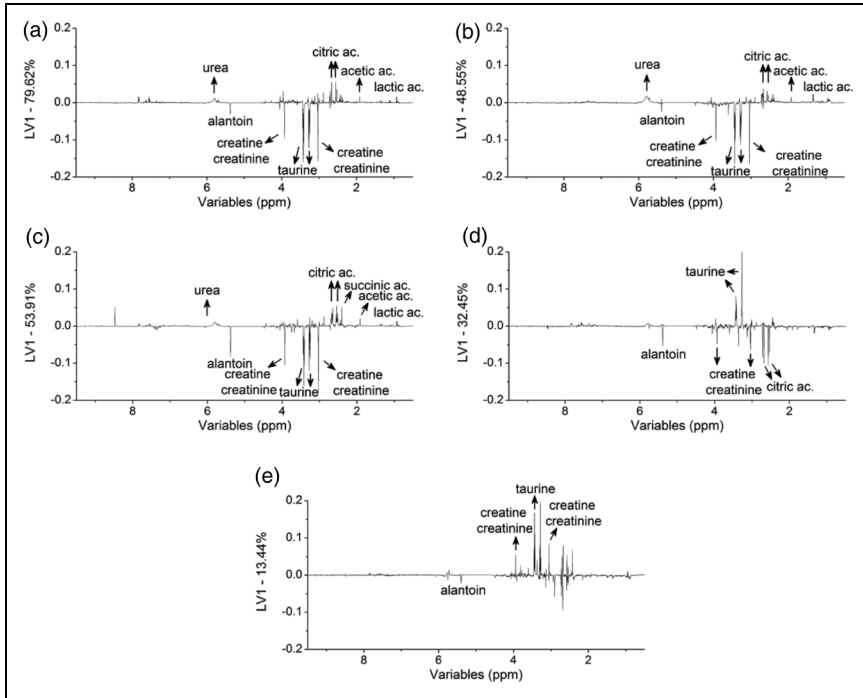 (a)
0.2
0.1
0.0
-0.1
-0.2
LV1 - 79.62%
urea
citric ac.
acetic ac.
lactic ac.
alantoin
creatine
creatinine
taurine
creatine
creatinine
8 6 4 2
Variables (ppm)
(b)
0.2
0.1
0.0
-0.1
-0.2
LV1 - 48.55%
urea
citric ac.
acetic ac.
lactic ac.
alantoin
creatine
creatinine
taurine
creatine
creatinine
8 6 4 2
Variables (ppm)
(c)
0.2
0.1
0.0
-0.1
-0.2
LV1 - 53.91%
urea
citric ac.
succinic ac.
acetic ac.
lactic ac.
alantoin
creatine
creatinine
taurine
creatine
creatinine
8 6 4 2
Variables (ppm)
(d)
0.2
0.1
0.0
-0.1
-0.2
LV1 - 32.45%
taurine
alantoin
creatine
creatinine
citric ac.
8 6 4 2
Variables (ppm)
(e)
0.2
0.1
0.0
-0.1
-0.2
LV1 - 13.44%
taurine
creatine
creatinine
creatine
creatinine
alantoin
8 6 4 2
Variables (ppm)